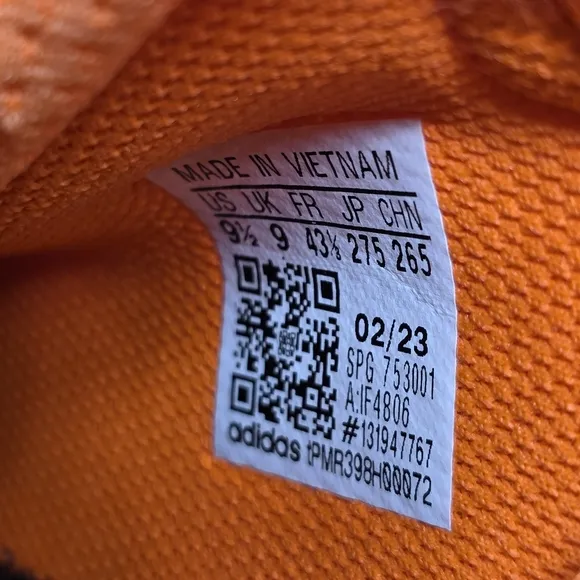 MADE IN VIETNAM
US UK FR JP CHN
9½ 9 43⅓ 275 265
02/23
SPG 753001
A:IF4806
#131947767
adidas tPMR398H00072